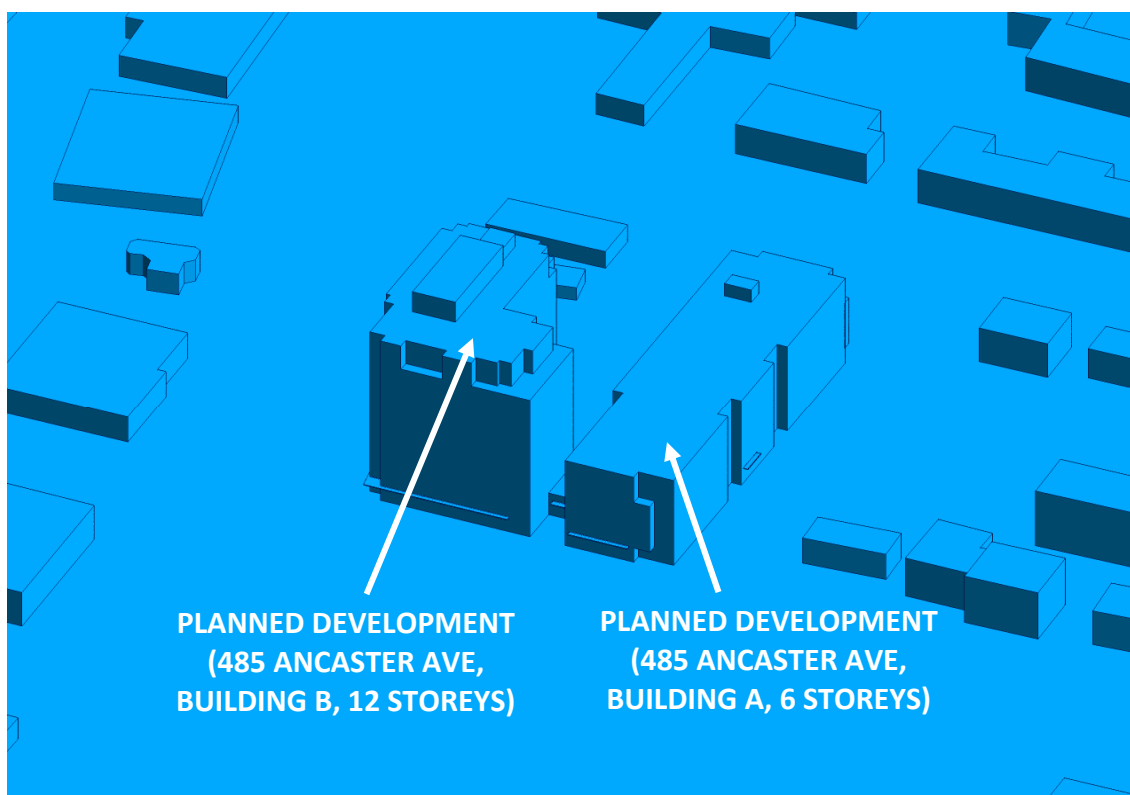 PLANNED DEVELOPMENT
(485 ANCASTER AVE,
BUILDING B, 12 STOREYS)
PLANNED DEVELOPMENT
(485 ANCASTER AVE,
BUILDING A, 6 STOREYS)